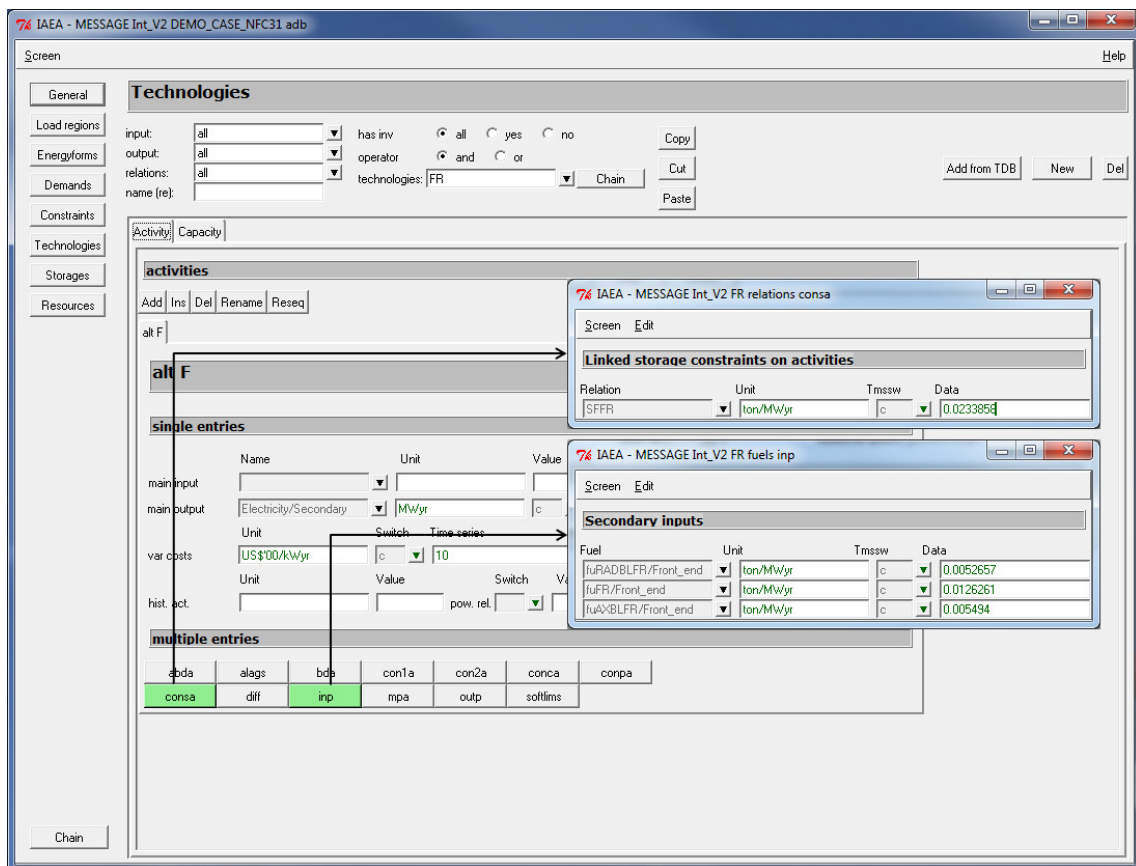 IAEA - MESSAGE Int_V2 DEMO_CASE_NFC31 adb
Screen Help
General
Load regions
Energyforms
Demands
Constraints
Technologies
Storages
Resources
Chain
Technologies
input: all has inv all yes no Copy
output: all operator and or
relations: all technologies: FR Chain Cut Add from TDB New Del
name (re): Paste
Activity Capacity
activities
Add Ins Del Rename Reseq
alt F
alt F
single entries
Name Unit Value
main input
main output Electricity/Secondary MWyr c
Unit Switch Time series
var costs US$'00/kWyr c 10
Unit Value Switch
hist. act. pow. rel.
multiple entries
abda alags bda con1a con2a conca conpa
consa diff inp mpa outp softlims
IAEA - MESSAGE Int_V2 FR relations consa
Screen Edit
Linked storage constraints on activities
Relation Unit Tmssw Data
SFFR ton/MWyr c 0.0233858
IAEA - MESSAGE Int_V2 FR fuels inp
Screen Edit
Secondary inputs
Fuel Unit Tmssw Data
fuRADBLFR/Front_end ton/MWyr c 0.0052657
fuFR/Front_end ton/MWyr c 0.0126261
fuAXBLFR/Front_end ton/MWyr c 0.005494